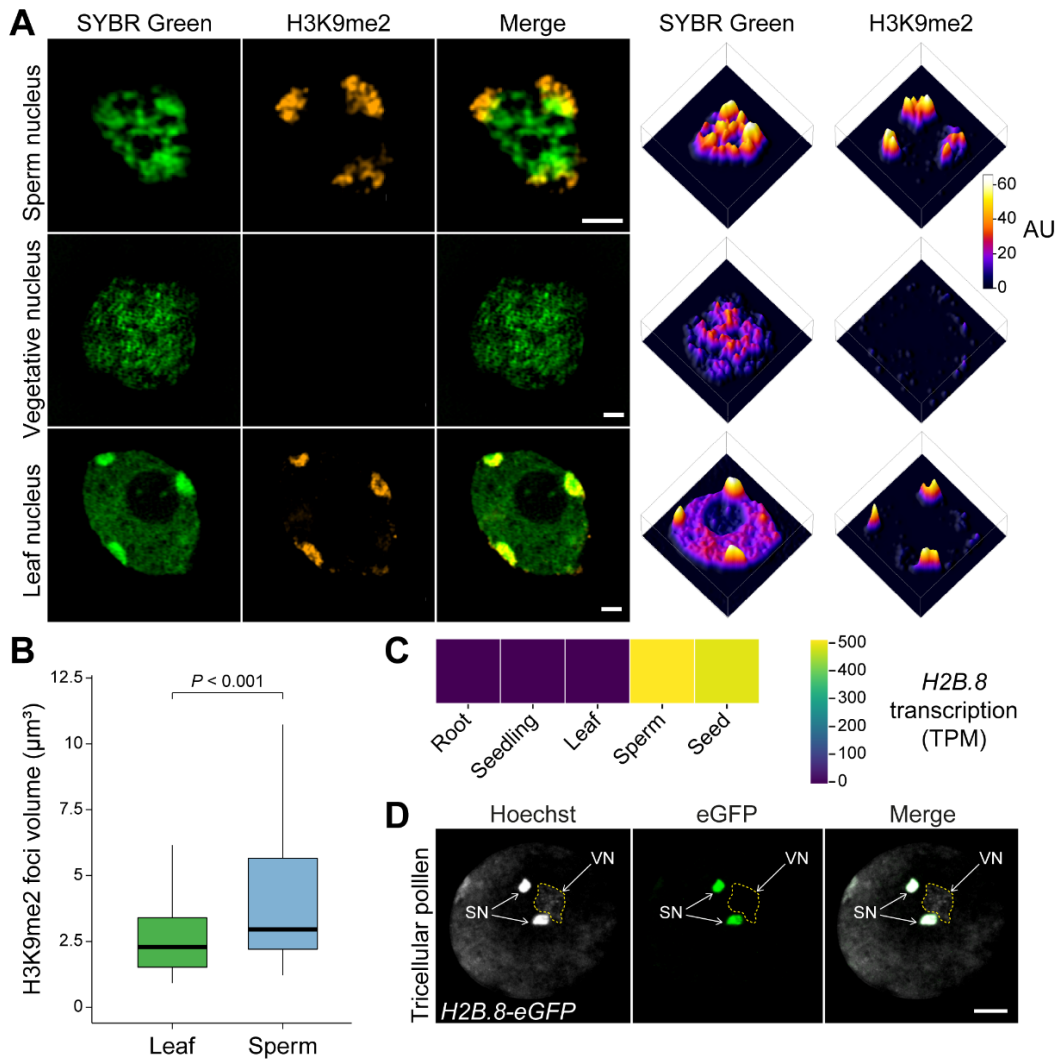 A
SYBR Green H3K9me2 Merge SYBR Green H3K9me2
Sperm nucleus
60
40
20
0
AU
Vegetative nucleus
Leaf nucleus
B
P < 0.001
H3K9me2 foci volume (µm³)
12.5
10
7.5
5
2.5
0
Leaf Sperm
C
Root Seedling Leaf Sperm Seed
500
400
300
200
100
0
H2B.8
transcription
(TPM)
D
Hoechst eGFP Merge
Tricellular polllen
VN VN VN
SN SN SN
H2B.8-eGFP